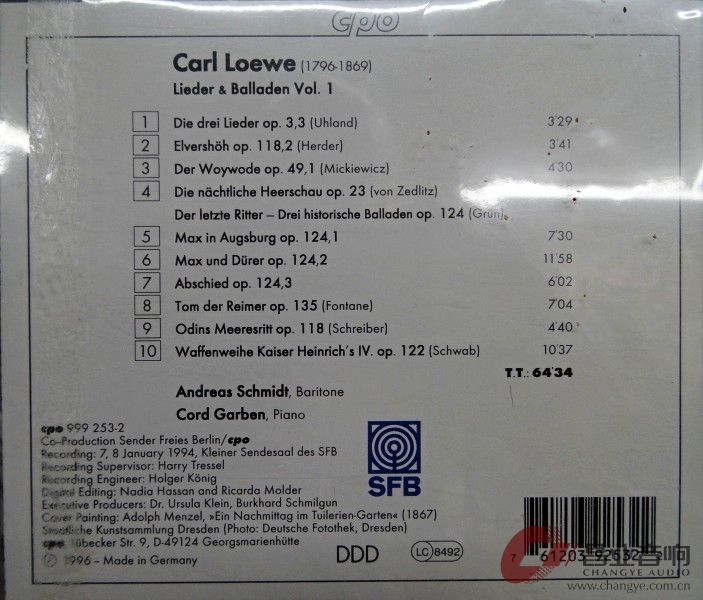 cpo
Carl Loewe (1796-1869)
Lieder & Balladen Vol. 1
1 Die drei Lieder op. 3,3 (Uhland) 3'29
2 Elvershöh op. 118,2 (Herder) 3'41
3 Der Woywode op. 49,1 (Mickiewicz) 4'30
4 Die nächtliche Heerschau op. 23 (von Zedlitz)
Der letzte Ritter – Drei historische Balladen op. 124 (Grün)
5 Max in Augsburg op. 124,1 7'30
6 Max und Dürer op. 124,2 11'58
7 Abschied op. 124,3 6'02
8 Tom der Reimer op. 135 (Fontane) 7'04
9 Odins Meeresritt op. 118 (Schreiber) 4'40
10 Waffenweihe Kaiser Heinrich's IV. op. 122 (Schwab) 10'37
T.T.: 64'34
Andreas Schmidt, Baritone
Cord Garben, Piano
cpo 999 253-2
Co-Production Sender Freies Berlin/cpo
Recording: 7, 8 January 1994, Kleiner Sendesaal des SFB
Recording Supervisor: Harry Tressel
Recording Engineer: Holger König
Digital Editing: Nadia Hassan and Ricarda Molder
Executive Producers: Dr. Ursula Klein, Burkhard Schmilgun
Cover Painting: Adolph Menzel, »Ein Nachmittag im Tuilerien-Garten« (1867)
Staatliche Kunstsammlung Dresden (Photo: Deutsche Fotothek, Dresden)
cpo Lübecker Str. 9, D-49124 Georgsmarienhütte
℗ 1996 – Made in Germany
SFB
DDD
LC 8492
7 61203 92532 2
音响
CHANGYE AUDIO
www.changye.com.cn